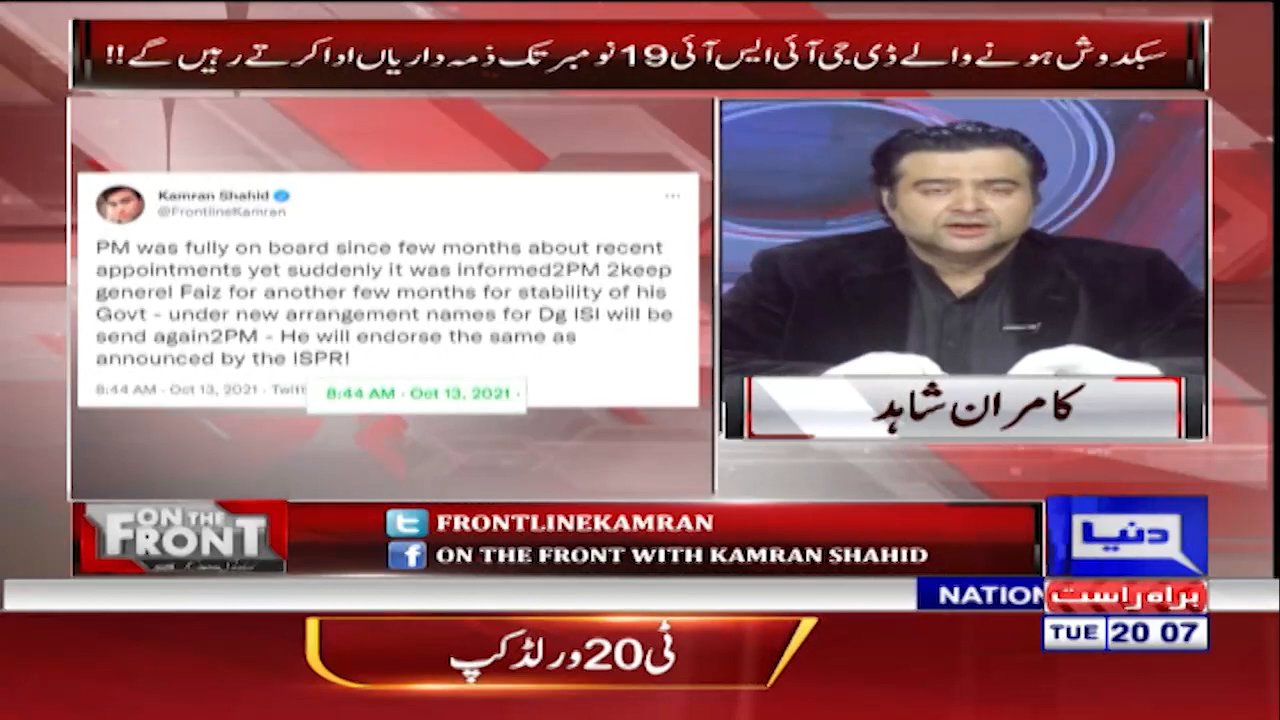 سبکدوش ہونے والے ڈی جی آئی ایس آئی 19 نومبر تک ذمہ داریاں ادا کرتے رہیں گے!!
Kamran Shahid
@FrontlineKamran
PM was fully on board since few months about recent
appointments yet suddenly it was informed2PM 2keep
generel Faiz for another few months for stability of his
Govt - under new arrangement names for Dg ISI will be
send again2PM - He will endorse the same as
announced by the ISPR!
8:44 AM · Oct 13, 2021 · Twitt
8:44 AM · Oct 13, 2021 ·
کامران شاہد
ON THE
FRONT
FRONTLINEKAMRAN
ON THE FRONT WITH KAMRAN SHAHID
دنیا
NATION
براہ راست
TUE 20 07
ٹی 20 ورلڈ کپ